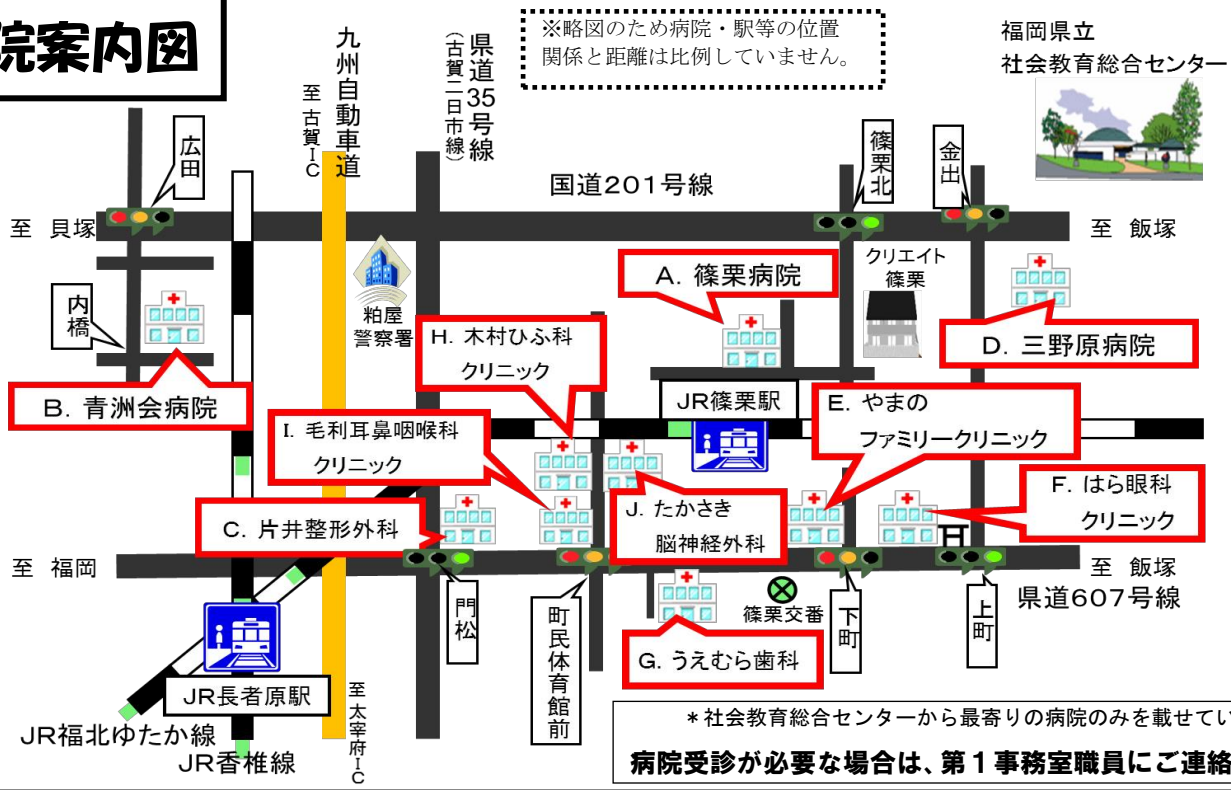 院案内図
※略図のため病院・駅等の位置
関係と距離は比例していません。
福岡県立
社会教育総合センター
九州自動車道
至 古賀IC
県道35号線
(古賀二日市線)
広田
篠栗北
金出
国道201号線
至 貝塚
至 飯塚
クリエイト
篠栗
A. 篠栗病院
内橋
粕屋
警察署
H. 木村ひふ科
クリニック
D. 三野原病院
B. 青洲会病院
JR篠栗駅
E. やまの
ファミリークリニック
I. 毛利耳鼻咽喉科
クリニック
F. はら眼科
クリニック
C. 片井整形外科
J. たかさき
脳神経外科
至 福岡
至 飯塚
県道607号線
門松
町民体育館前
篠栗交番
下町
上町
G. うえむら歯科
JR長者原駅
至 太宰府IC
JR福北ゆたか線
JR香椎線
*社会教育総合センターから最寄りの病院のみを載せてい
病院受診が必要な場合は、第1事務室職員にご連絡